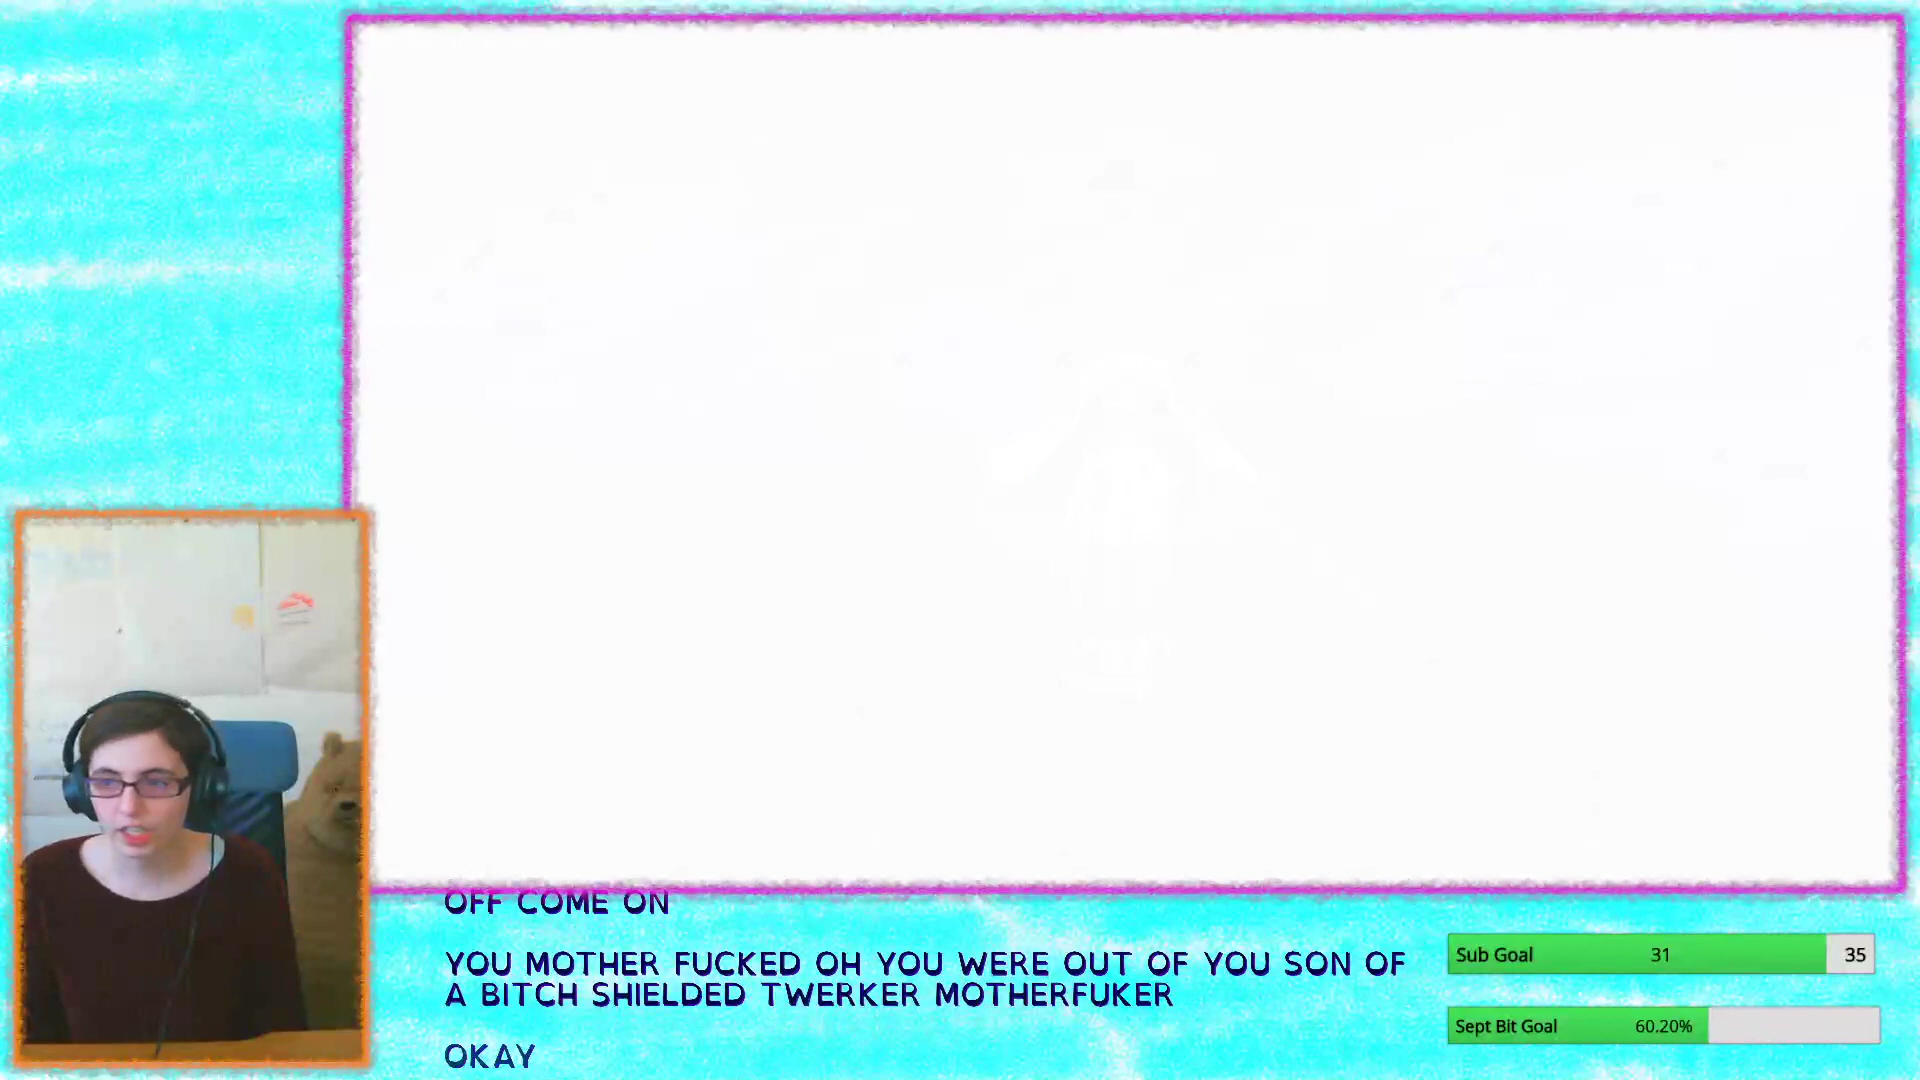 OFF COME ON
YOU MOTHER FUCKED OH YOU WERE OUT OF YOU SON OF
A BITCH SHIELDED TWERKER MOTHERFUKER
OKAY
Sub Goal 31 35
Sept Bit Goal 60.20%